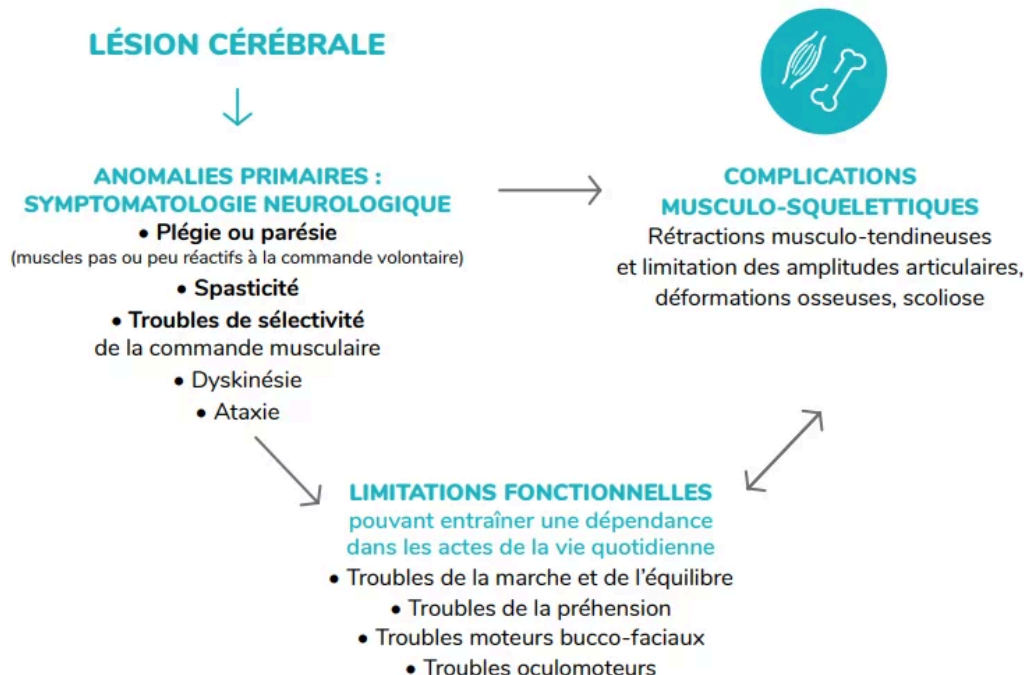 LÉSION CÉRÉBRALE
ANOMALIES PRIMAIRES :
SYMPTOMATOLOGIE NEUROLOGIQUE
• Plégie ou parésie
(muscles pas ou peu réactifs à la commande volontaire)
• Spasticité
• Troubles de sélectivité
de la commande musculaire
• Dyskinésie
• Ataxie
COMPLICATIONS
MUSCULO-SQUELETTIQUES
Rétractions musculo-tendineuses
et limitation des amplitudes articulaires,
déformations osseuses, scoliose
LIMITATIONS FONCTIONNELLES
pouvant entraîner une dépendance
dans les actes de la vie quotidienne
• Troubles de la marche et de l’équilibre
• Troubles de la préhension
• Troubles moteurs bucco-faciaux
• Troubles oculomoteurs